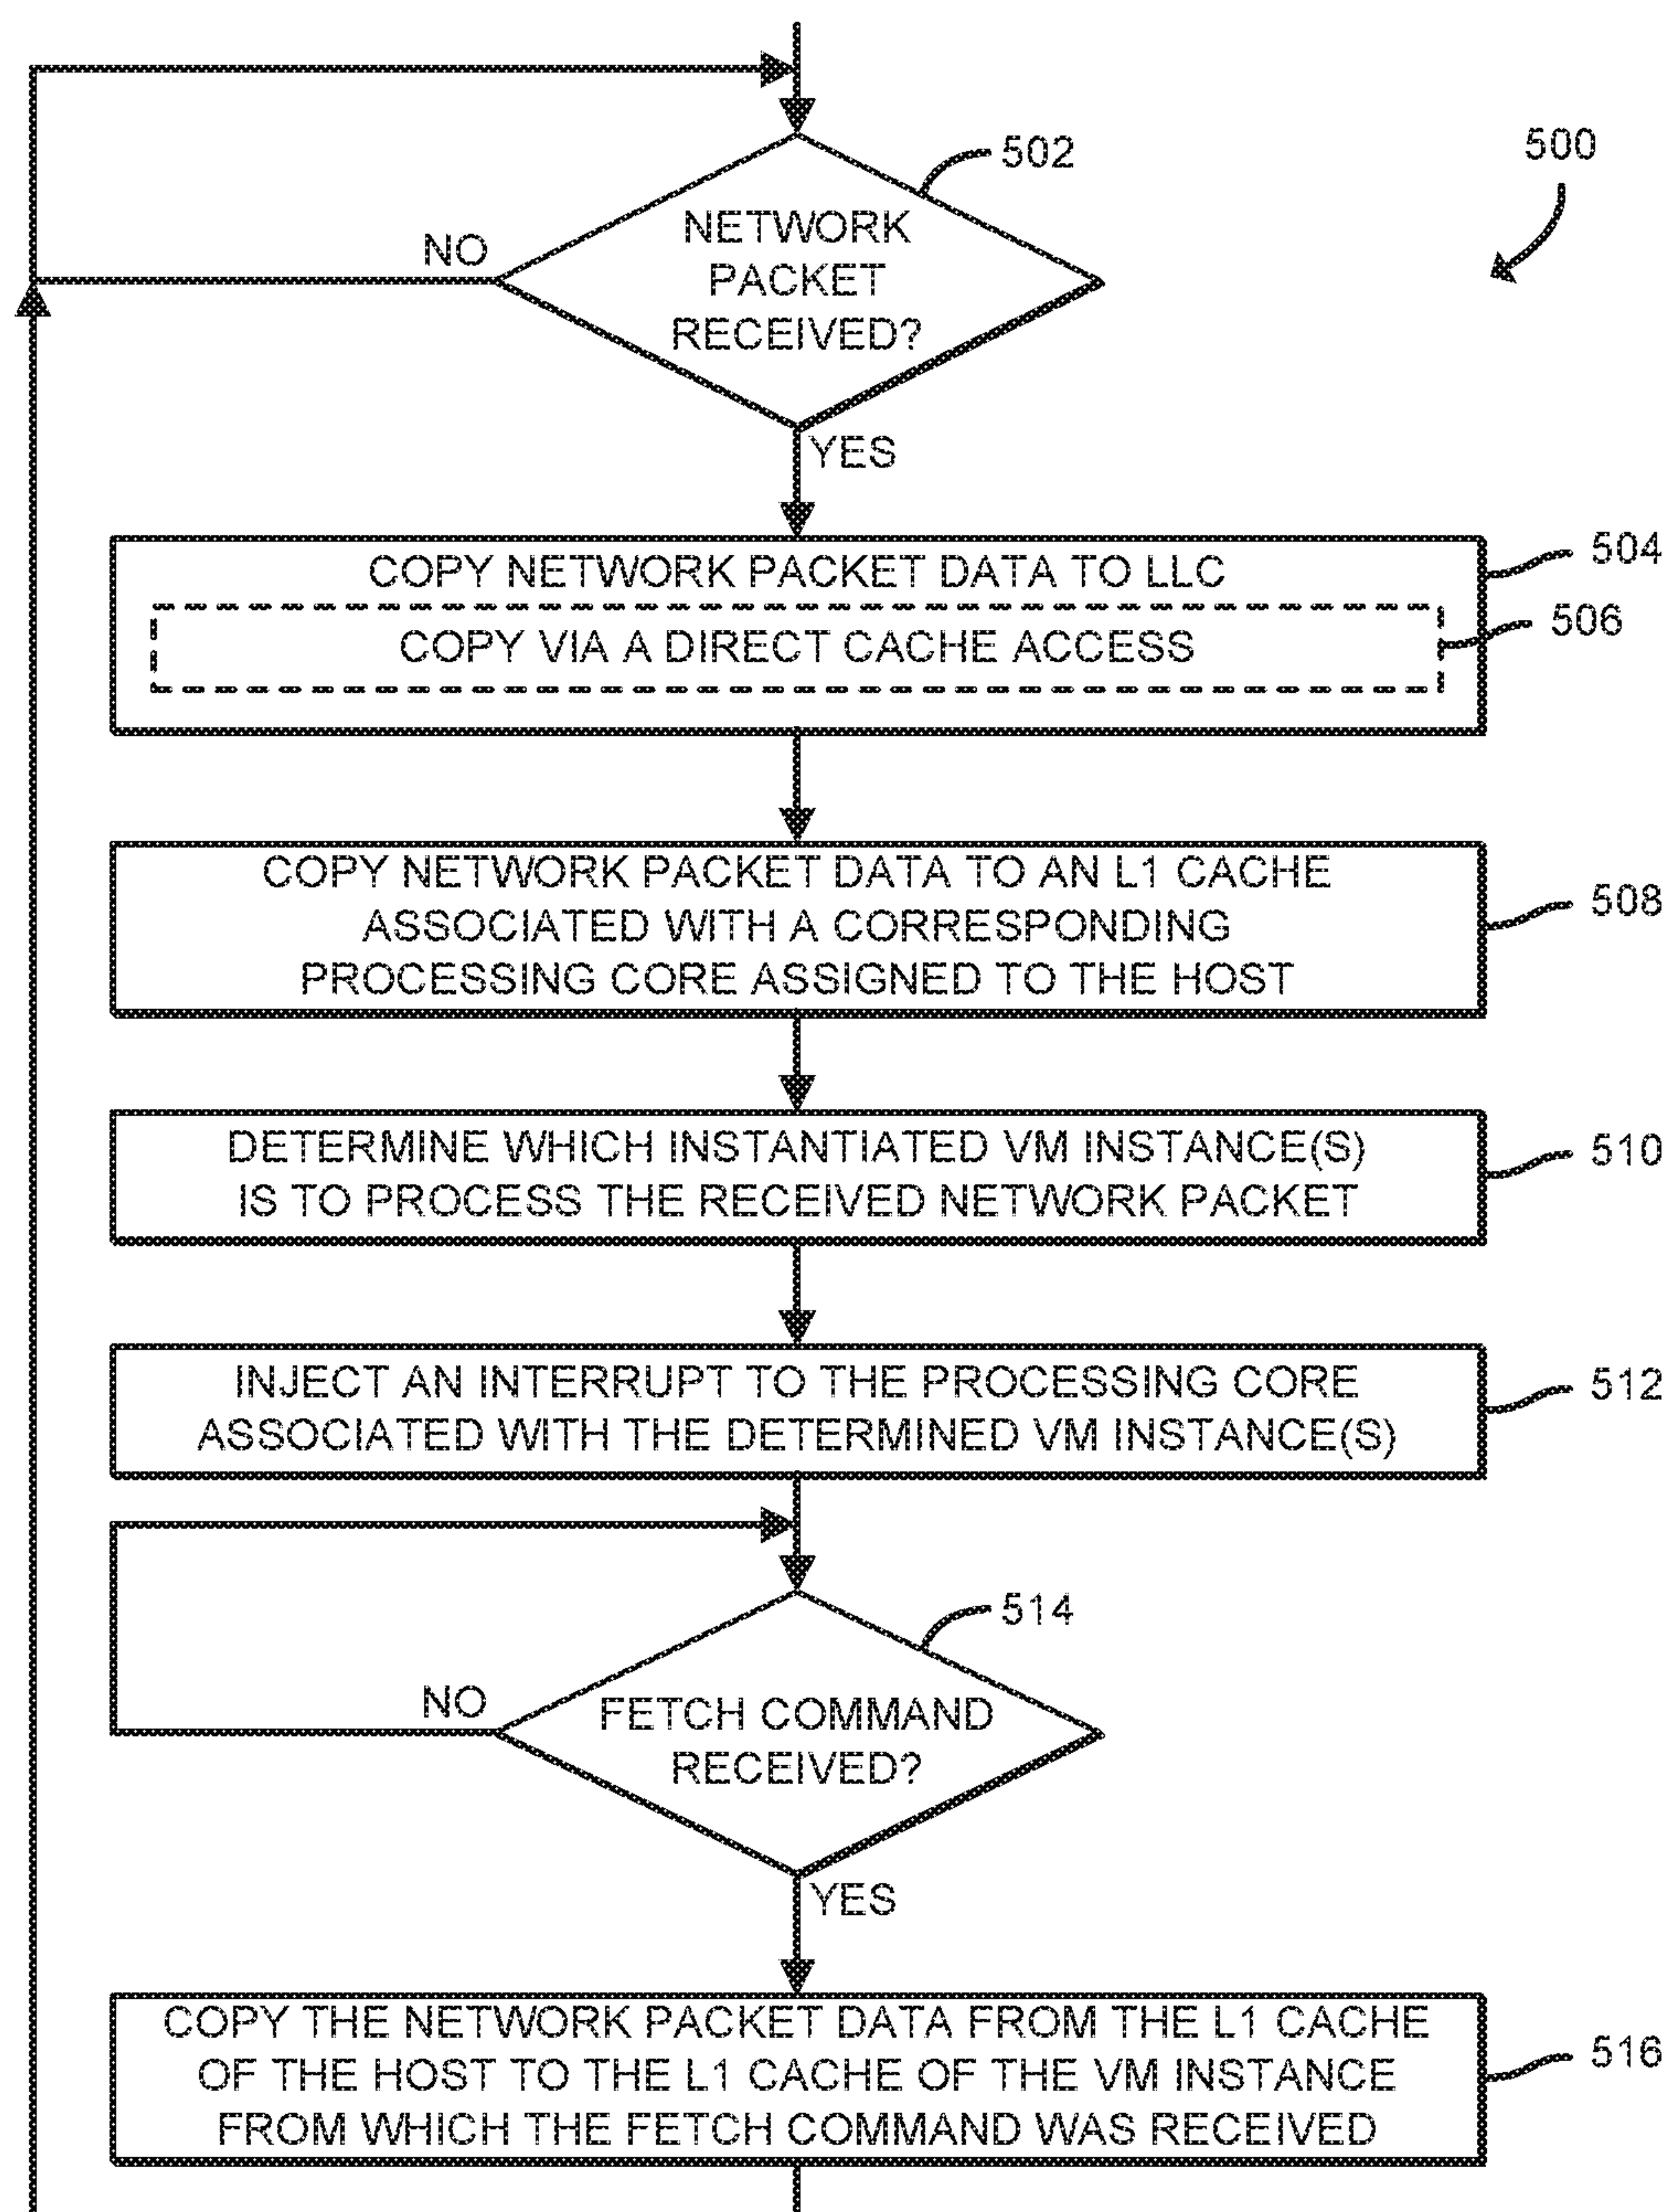 500
502
NETWORK
PACKET
RECEIVED?
NO
YES
COPY NETWORK PACKET DATA TO LLC
504
COPY VIA A DIRECT CACHE ACCESS
506
COPY NETWORK PACKET DATA TO AN L1 CACHE
ASSOCIATED WITH A CORRESPONDING
PROCESSING CORE ASSIGNED TO THE HOST
508
DETERMINE WHICH INSTANTIATED VM INSTANCE(S)
IS TO PROCESS THE RECEIVED NETWORK PACKET
510
INJECT AN INTERRUPT TO THE PROCESSING CORE
ASSOCIATED WITH THE DETERMINED VM INSTANCE(S)
512
514
NO
FETCH COMMAND
RECEIVED?
YES
COPY THE NETWORK PACKET DATA FROM THE L1 CACHE
OF THE HOST TO THE L1 CACHE OF THE VM INSTANCE
FROM WHICH THE FETCH COMMAND WAS RECEIVED
516